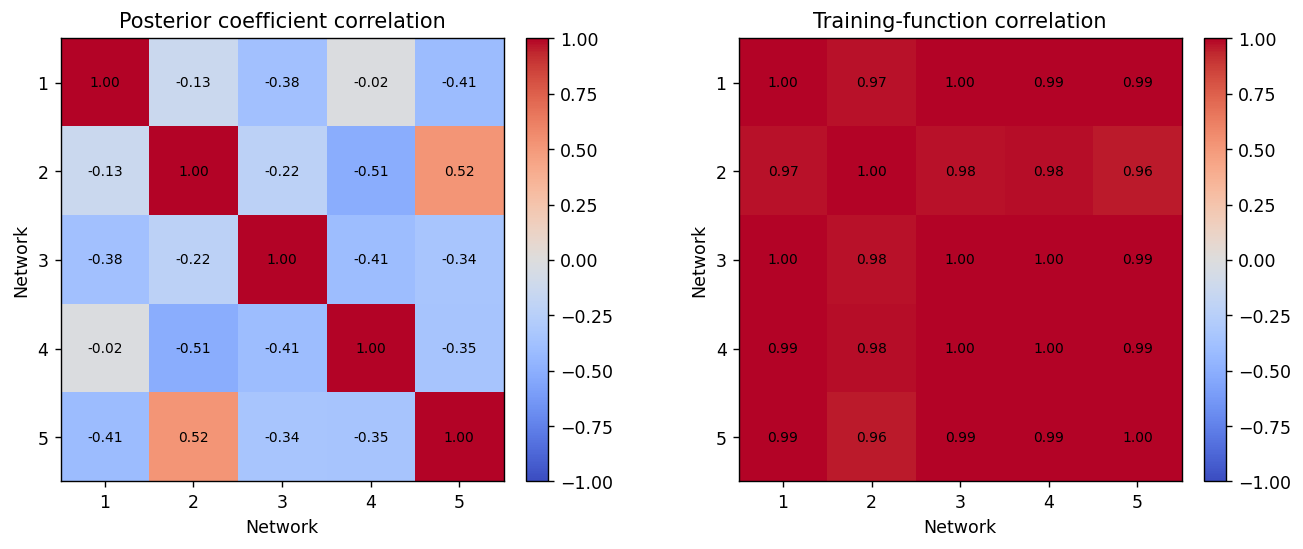 Posterior coefficient correlation
Network
1 1.00 -0.13 -0.38 -0.02 -0.41
2 -0.13 1.00 -0.22 -0.51 0.52
3 -0.38 -0.22 1.00 -0.41 -0.34
4 -0.02 -0.51 -0.41 1.00 -0.35
5 -0.41 0.52 -0.34 -0.35 1.00
1 2 3 4 5
Network
1.00
0.75
0.50
0.25
0.00
−0.25
−0.50
−0.75
−1.00
Training-function correlation
Network
1 1.00 0.97 1.00 0.99 0.99
2 0.97 1.00 0.98 0.98 0.96
3 1.00 0.98 1.00 1.00 0.99
4 0.99 0.98 1.00 1.00 0.99
5 0.99 0.96 0.99 0.99 1.00
1 2 3 4 5
Network
1.00
0.75
0.50
0.25
0.00
−0.25
−0.50
−0.75
−1.00